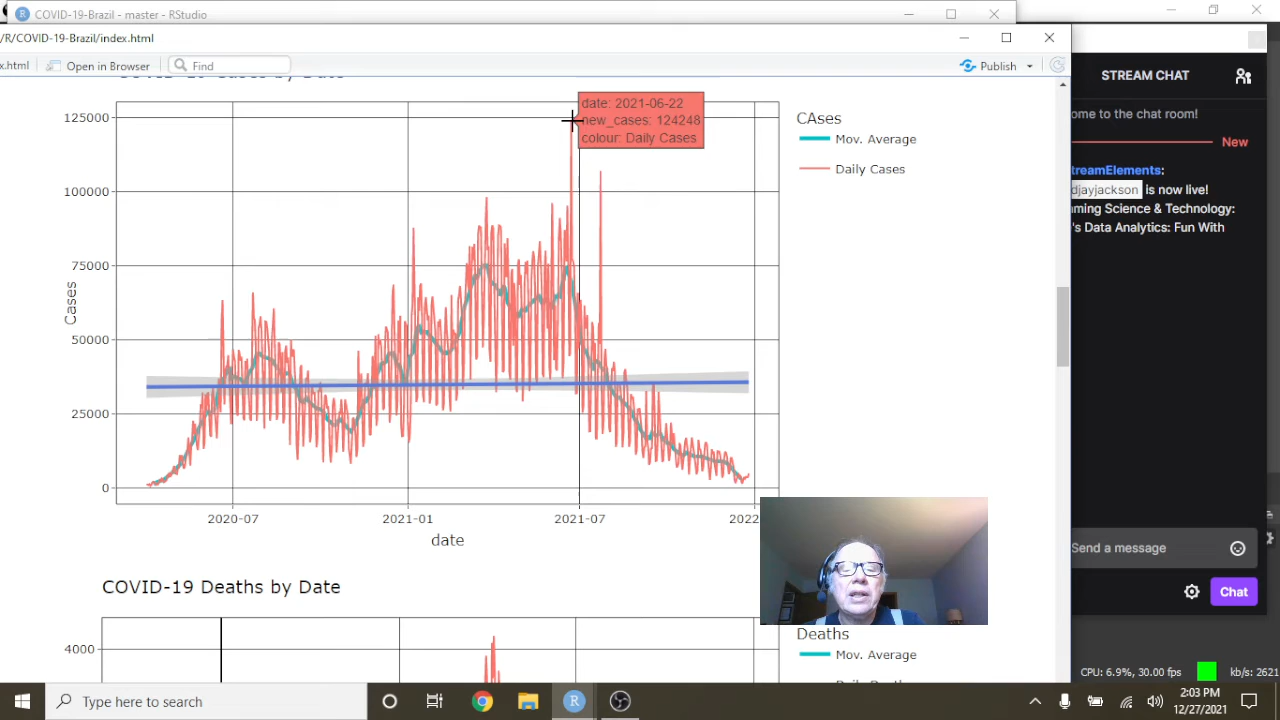 COVID-19-Brazil - master - RStudio
/R/COVID-19-Brazil/index.html
x.html
Open in Browser
Find
Publish
COVID-19 Cases by Date
date: 2021-06-22
new_cases: 124248
colour: Daily Cases
125000
100000
75000
50000
25000
0
Cases
2020-07
2021-01
2021-07
2022
date
CAses
Mov. Average
Daily Cases
COVID-19 Deaths by Date
4000
Deaths
Mov. Average
STREAM CHAT
ome to the chat room!
New
treamElements:
djayjackson is now live!
ming Science & Technology:
's Data Analytics: Fun With
Send a message
Chat
CPU: 6.9%, 30.00 fps
kb/s: 2621
Type here to search
2:03 PM
12/27/2021